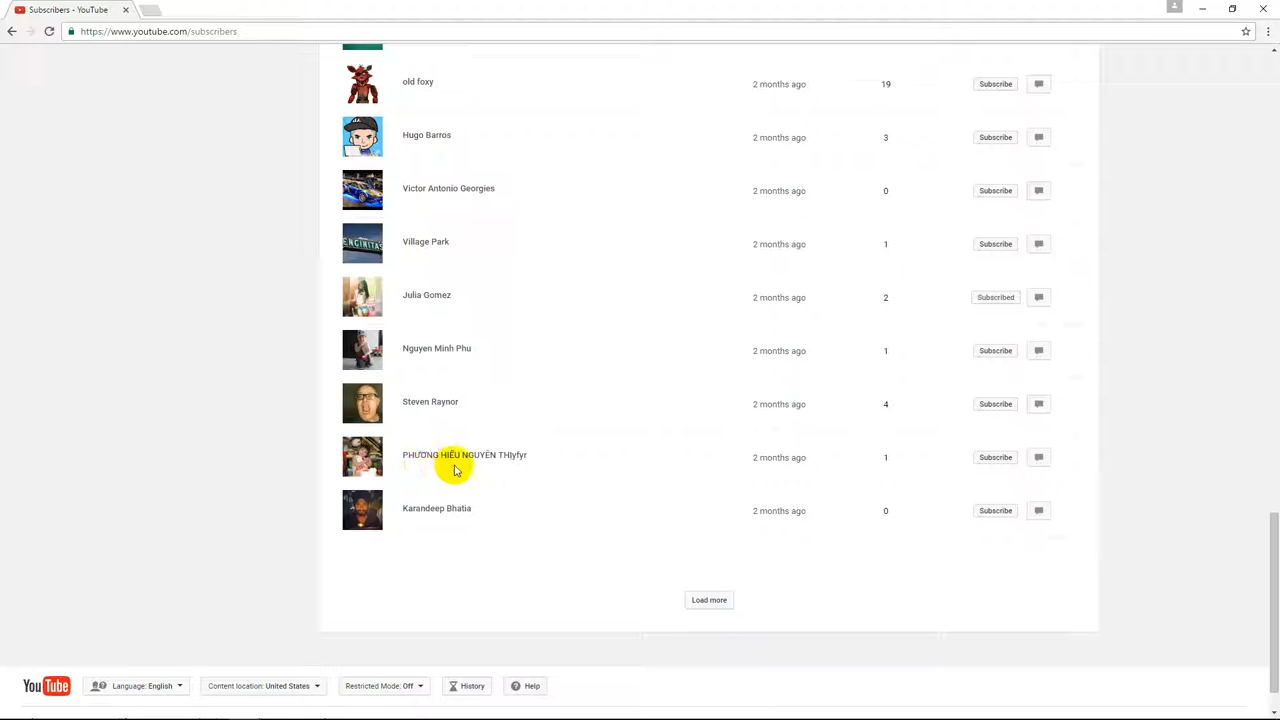 Subscribers - YouTube
https://www.youtube.com/subscribers
old foxy 2 months ago 19 Subscribe
Hugo Barros 2 months ago 3 Subscribe
Victor Antonio Georgies 2 months ago 0 Subscribe
ENGINITAS
Village Park 2 months ago 1 Subscribe
Julia Gomez 2 months ago 2 Subscribed
Nguyen Minh Phu 2 months ago 1 Subscribe
Steven Raynor 2 months ago 4 Subscribe
PHƯƠNG HIẾU NGUYÊN THỊyfyr 2 months ago 1 Subscribe
Karandeep Bhatia 2 months ago 0 Subscribe
Load more
YouTube Language: English Content location: United States Restricted Mode: Off History Help